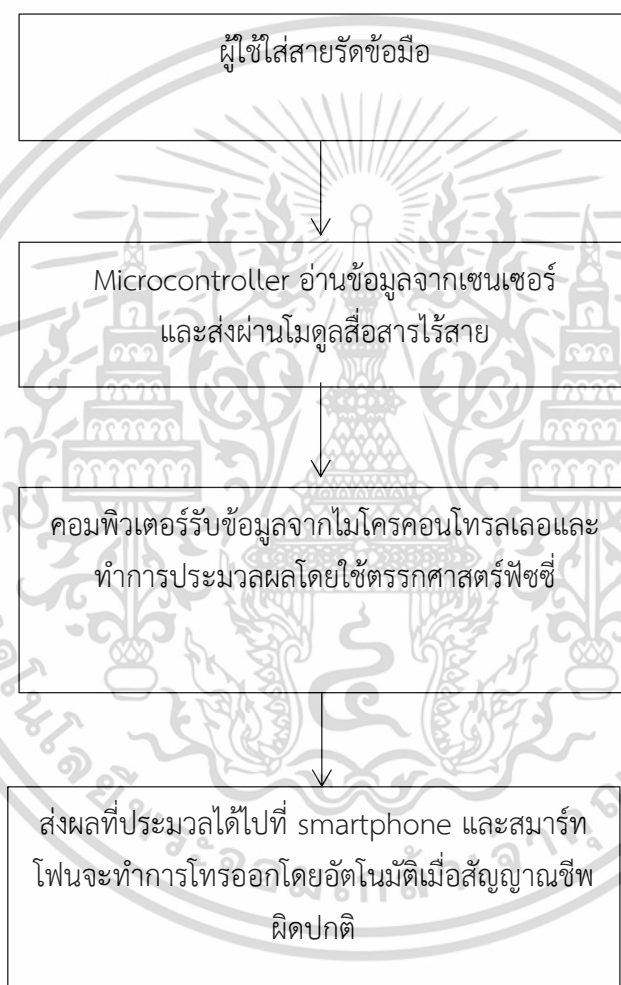 ผู้ใช้ใส่สายรัดข้อมือ
Microcontroller อ่านข้อมูลจากเซนเซอร์
และส่งผ่านโมดูลสื่อสารไร้สาย
คอมพิวเตอร์รับข้อมูลจากไมโครคอนโทรลเลอและ
ทำการประมวลผลโดยใช้ตรรกศาสตร์ฟัซซี่
ส่งผลที่ประมวลได้ไปที่ smartphone และสมาร์ท
โฟนจะทำการโทรออกโดยอัตโนมัติเมื่อสัญญาณชีพ
ผิดปกติ